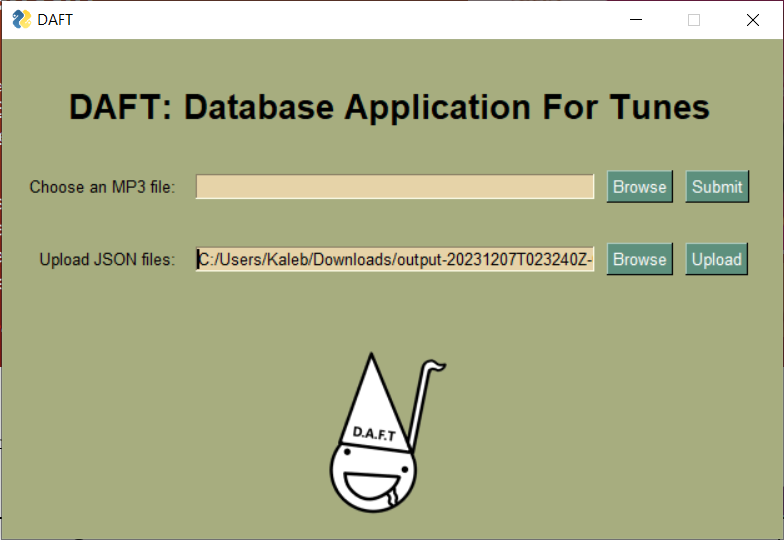 DAFT
DAFT: Database Application For Tunes
Choose an MP3 file: Browse Submit
Upload JSON files: C:/Users/Kaleb/Downloads/output-20231207T023240Z- Browse Upload
D.A.F.T